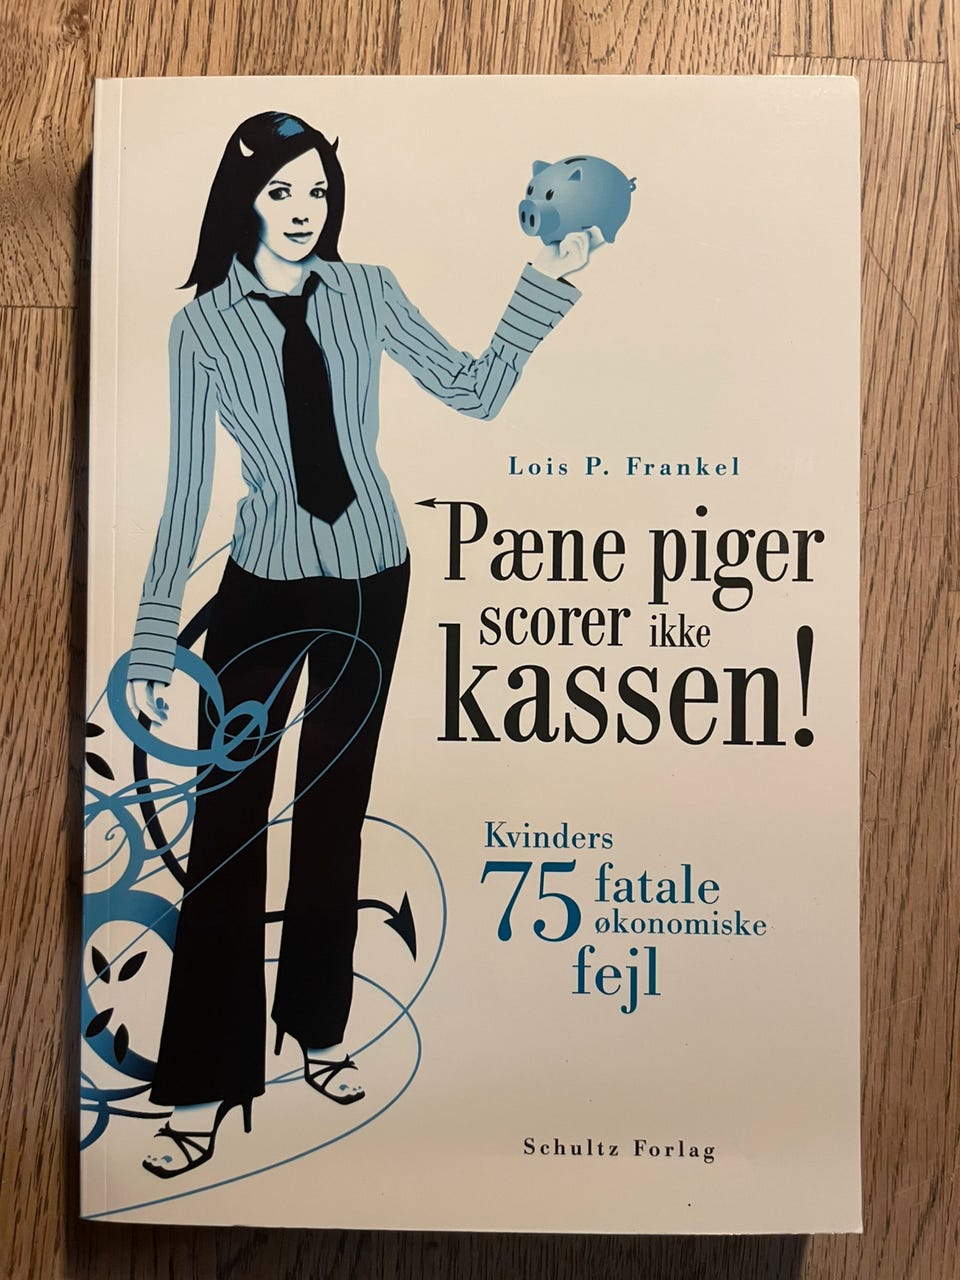 Lois P. Frankel
Pæne piger
scorer ikke
kassen!
Kvinders
75 fatale
økonomiske
fejl
Schultz Forlag